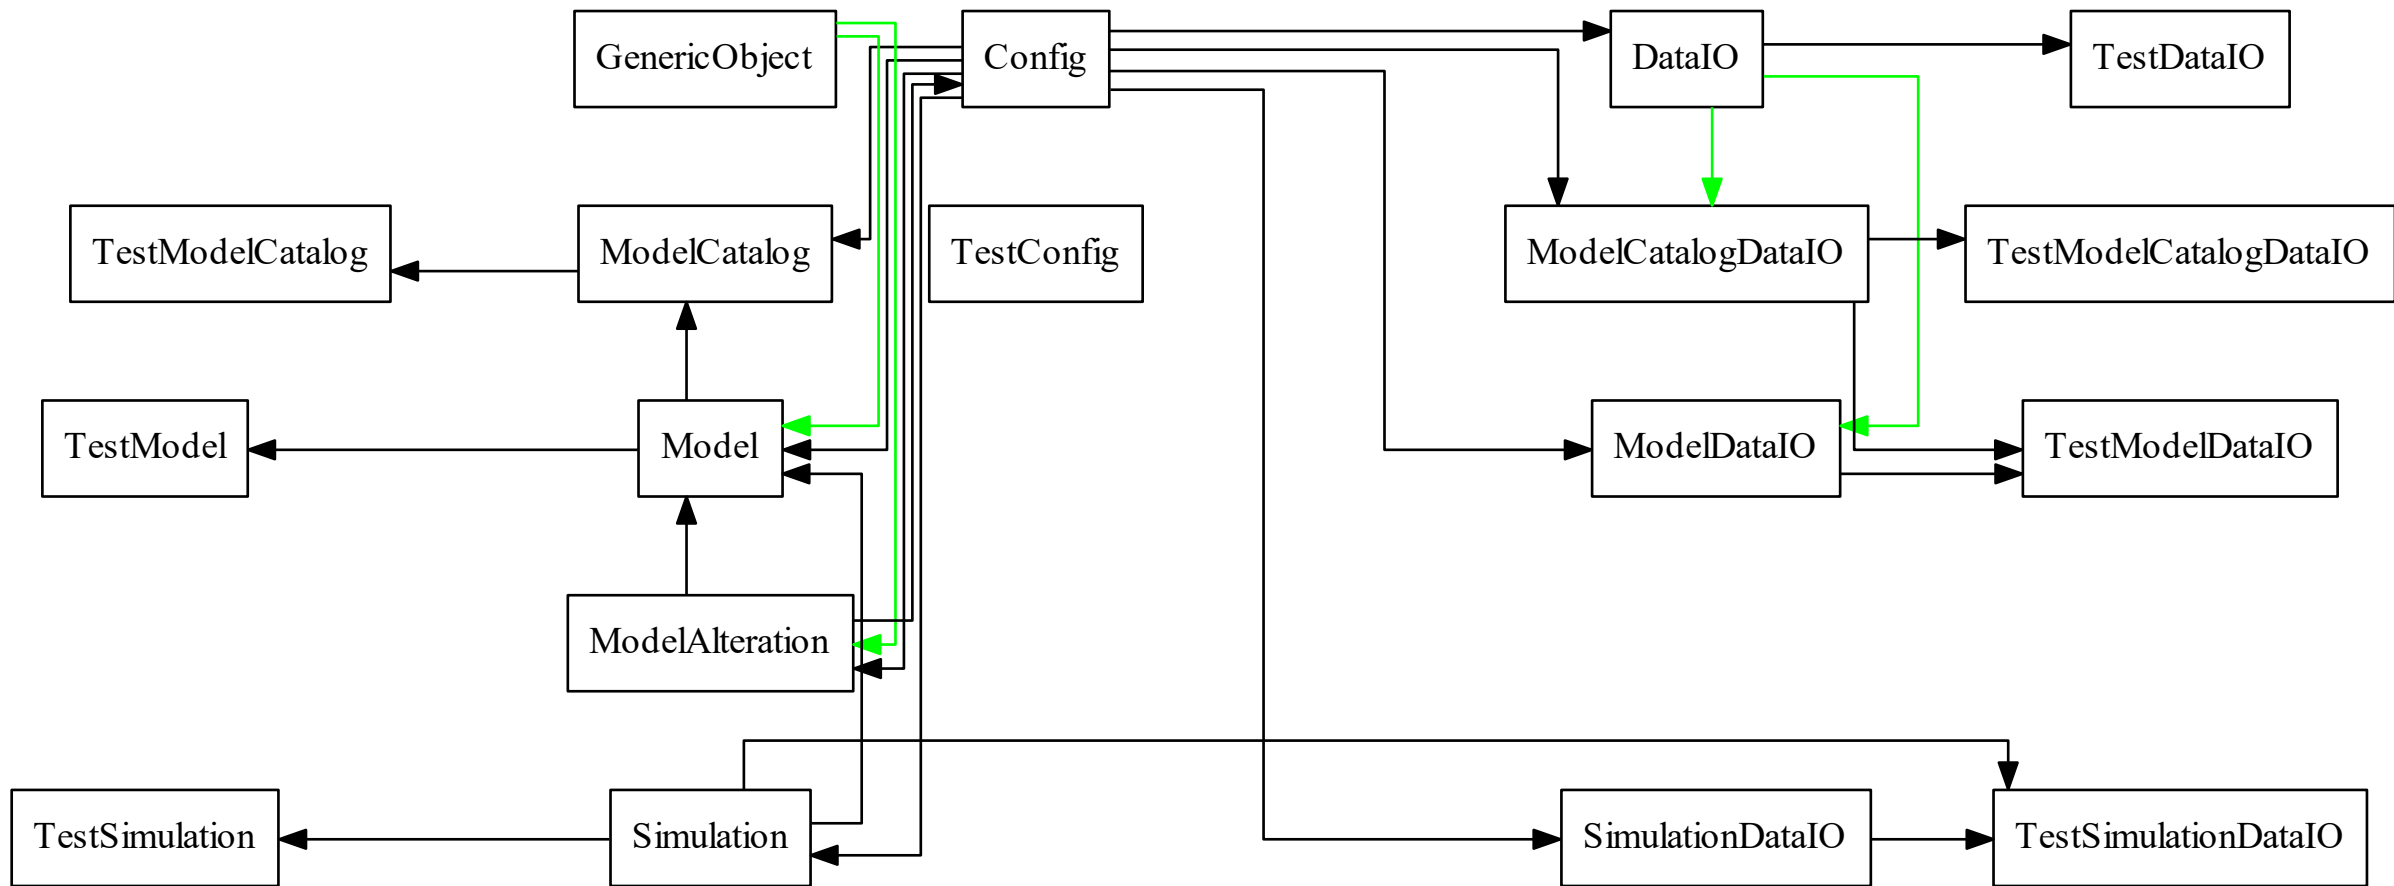 GenericObject
Config
DataIO
TestDataIO
TestModelCatalog
ModelCatalog
TestConfig
ModelCatalogDataIO
TestModelCatalogDataIO
TestModel
Model
ModelDataIO
TestModelDataIO
ModelAlteration
TestSimulation
Simulation
SimulationDataIO
TestSimulationDataIO